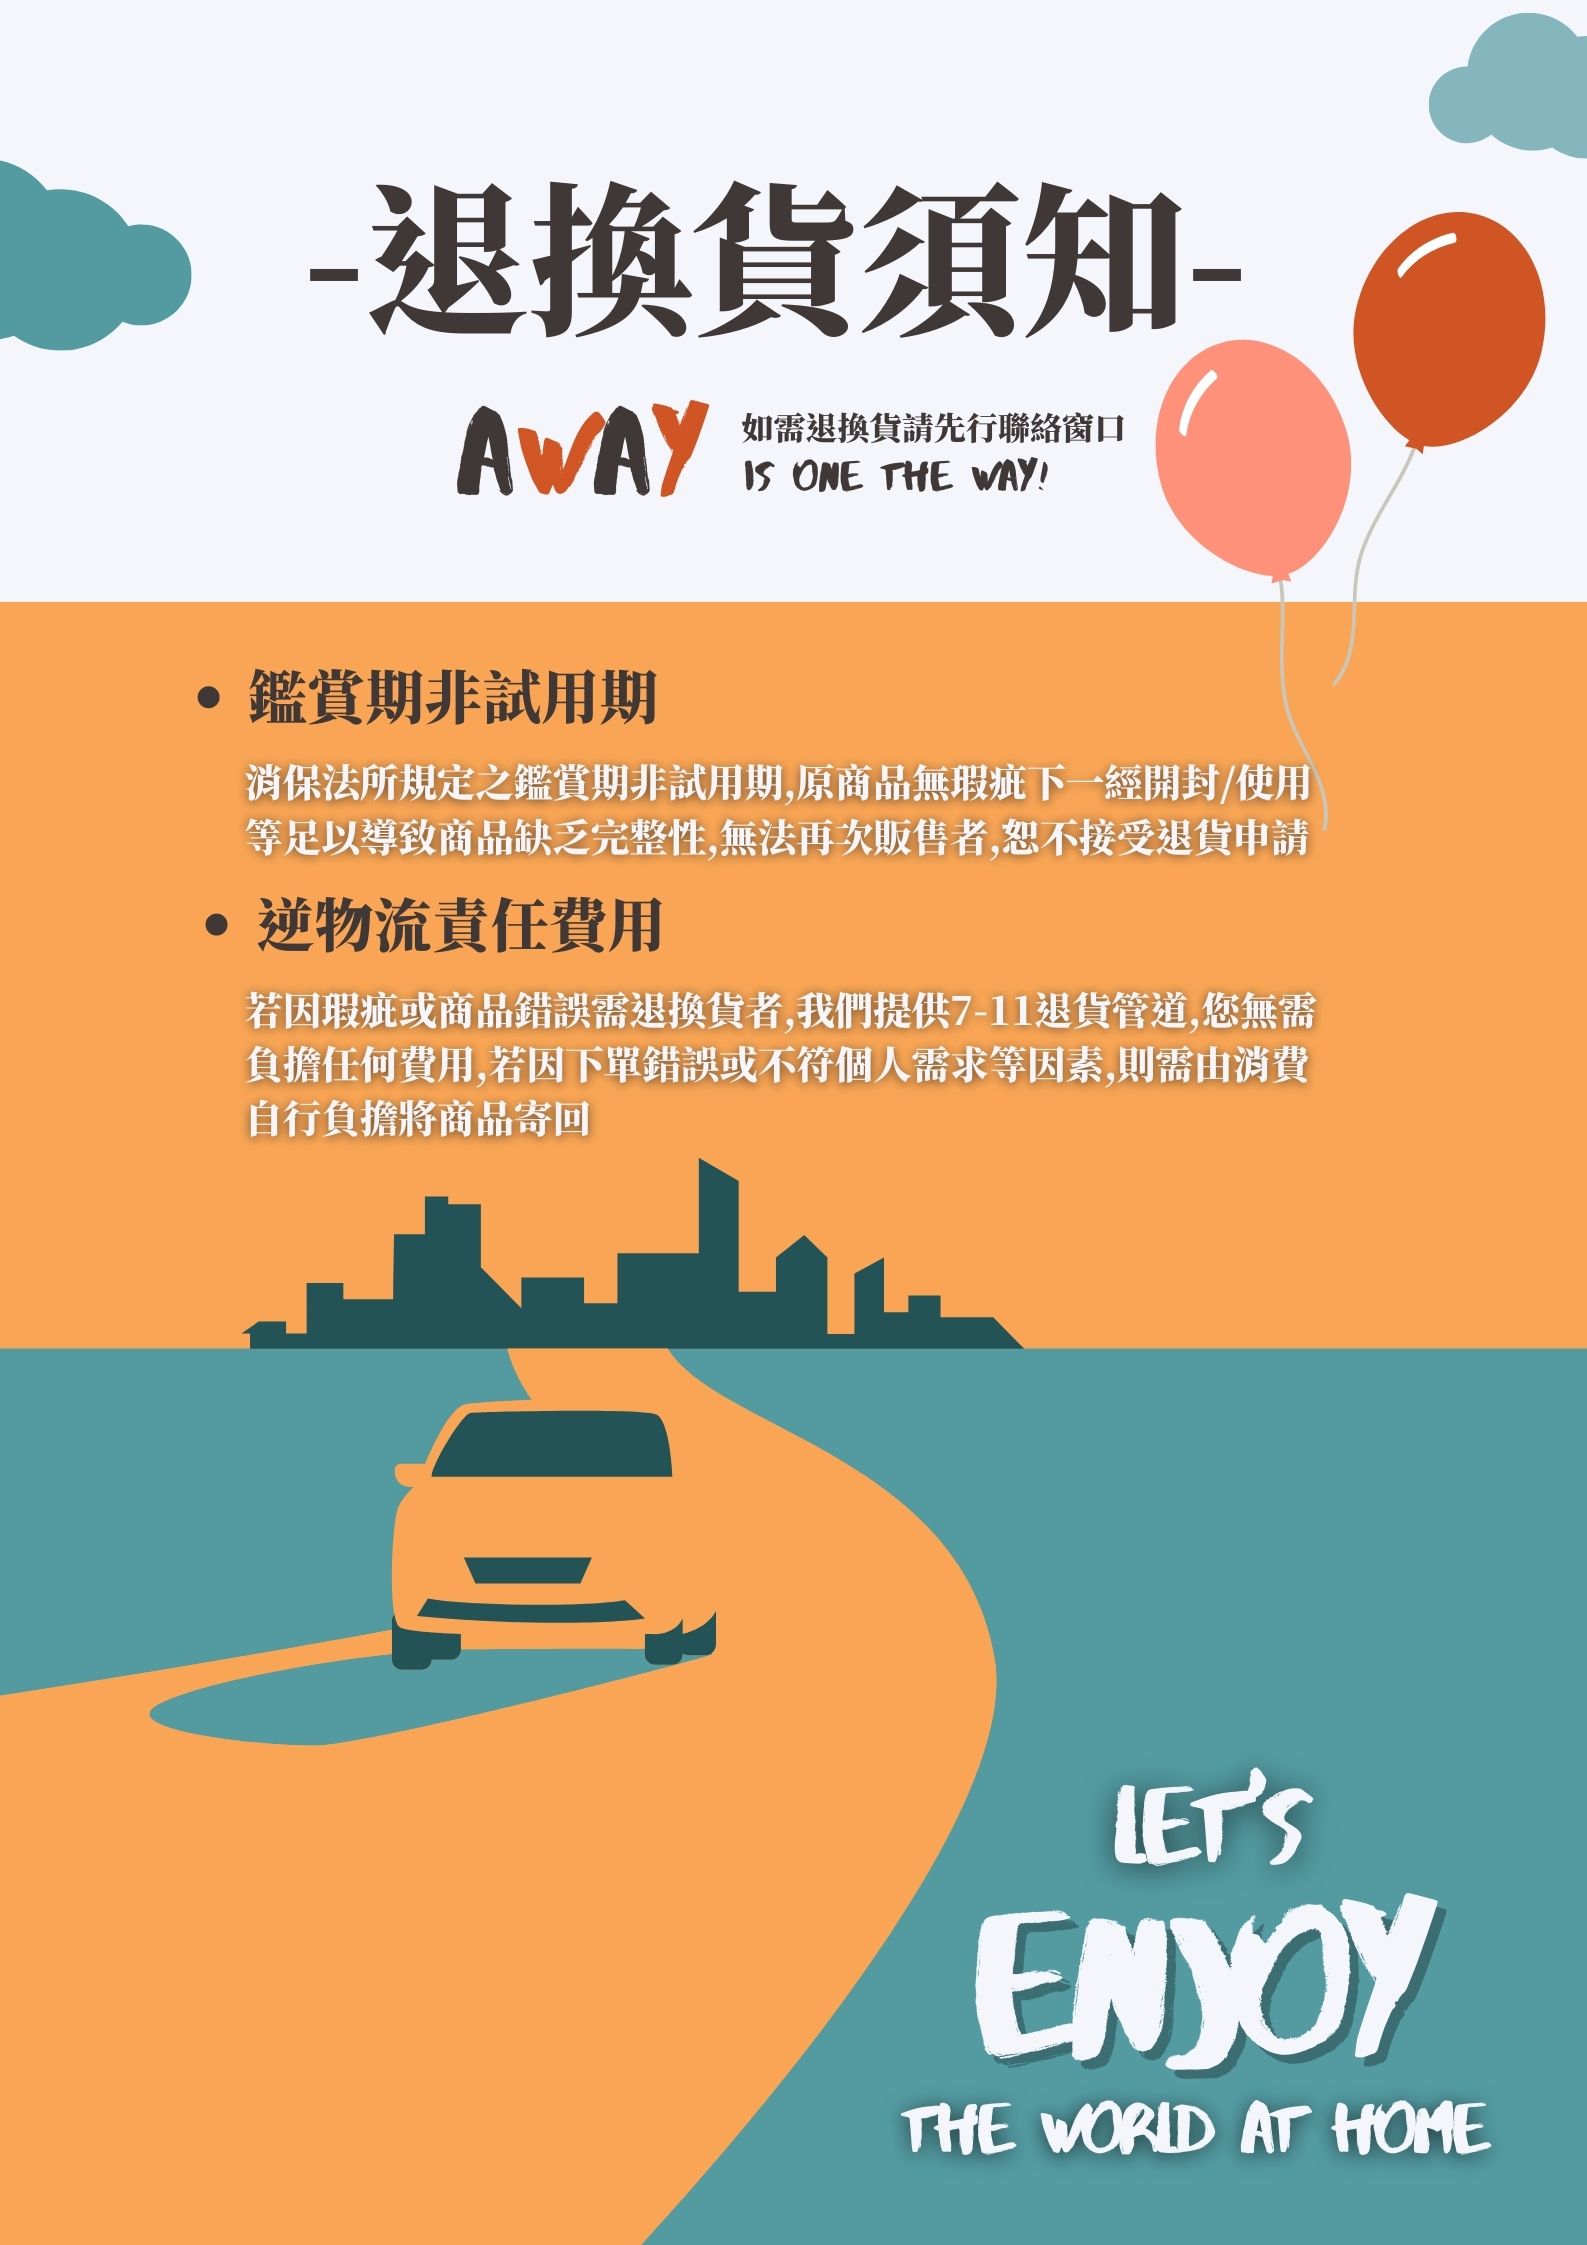 -退換貨須知-
AWAY
如需退換貨請先行聯絡窗口
IS ONE THE WAY!
• 鑑賞期非試用期
消保法所規定之鑑賞期非試用期,原商品無瑕疵下一經開封/使用
等足以導致商品缺乏完整性,無法再次販售者,恕不接受退貨申請
• 逆物流責任費用
若因瑕疵或商品錯誤需退換貨者,我們提供7-11退貨管道,您無需
負擔任何費用,若因下單錯誤或不符個人需求等因素,則需由消費
自行負擔將商品寄回
LET'S
ENJOY
THE WORLD AT HOME